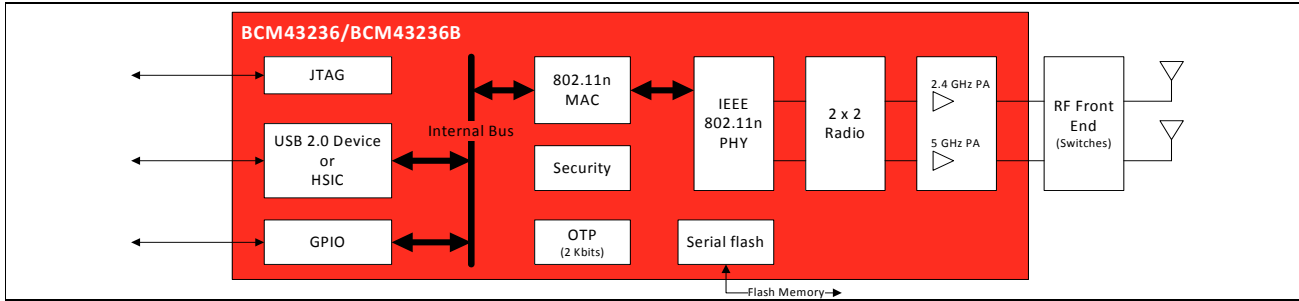 BCM43236/BCM43236B
JTAG
USB 2.0 Device
or
HSIC
GPIO
Internal Bus
802.11n
MAC
Security
OTP
(2 Kbits)
IEEE
802.11n
PHY
Serial flash
2 x 2
Radio
2.4 GHz PA
5 GHz PA
RF Front
End
(Switches)
Flash Memory